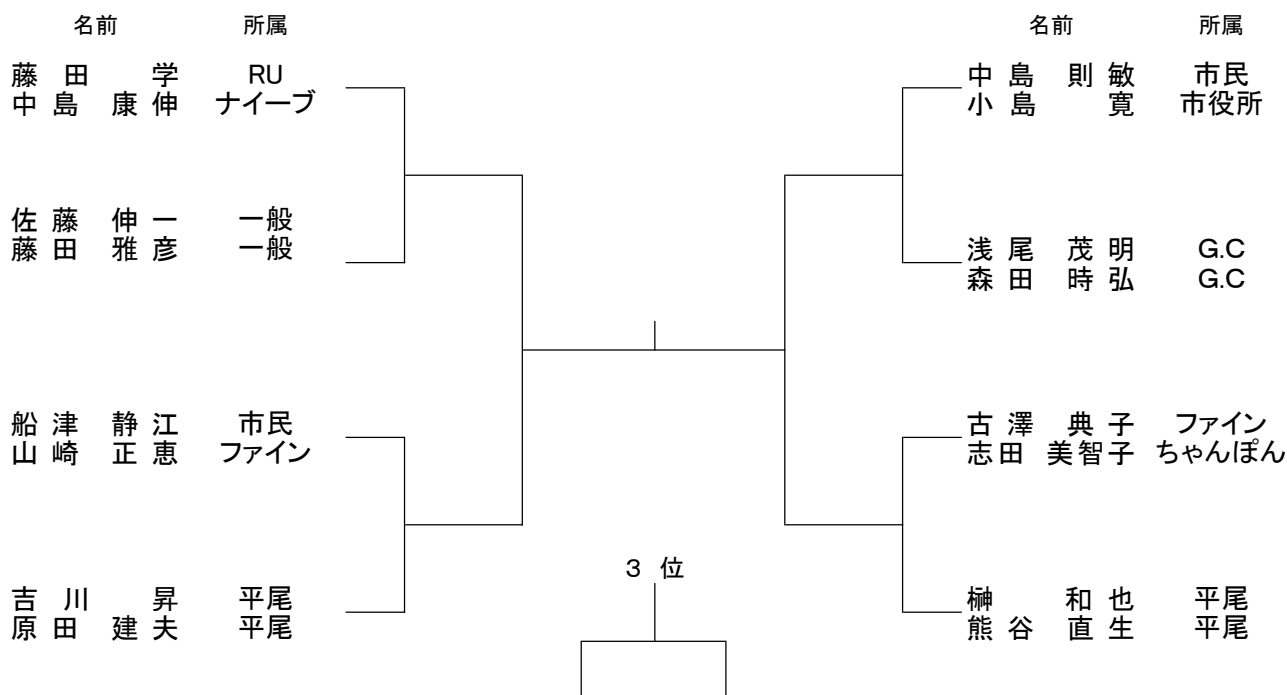 名前 所属 名前 所属
藤田 学 RU 中島 則敏 市民
中島 康伸 ナイーブ 小島 寛 市役所
佐藤 伸一 一般
藤田 雅彦 一般 浅尾 茂明 G.C
森田 時弘 G.C
船津 静江 市民 古澤 典子 ファイン
山崎 正恵 ファイン 志田 美智子 ちゃんぽん
3 位
吉川 昇 平尾 榊 和也 平尾
原田 建夫 平尾 熊谷 直生 平尾